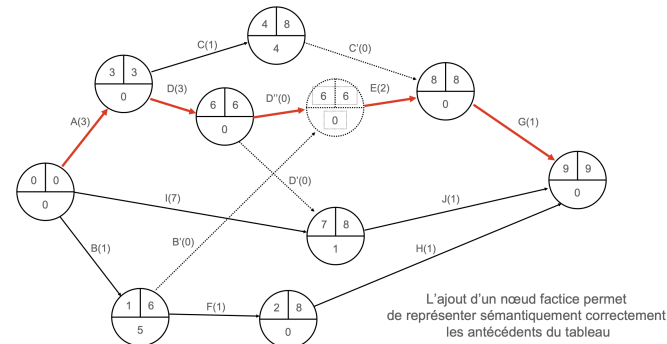 4 8
4
C(1)
C'(0)
3 3
0
D(3)
6 6
0
D''(0)
6 6
0
E(2)
8 8
0
A(3)
G(1)
0 0
0
9 9
0
D'(0)
I(7)
J(1)
7 8
1
B(1)
B'(0)
H(1)
1 6
5
F(1)
2 8
0
L'ajout d'un nœud factice permet
de représenter sémantiquement correctement
les antécédents du tableau